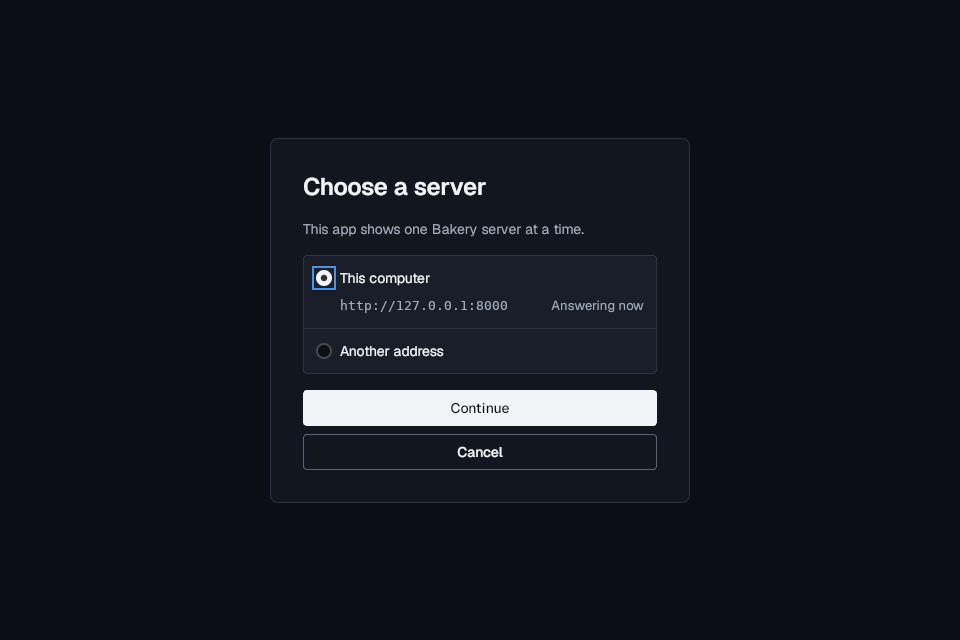 Choose a server
This app shows one Bakery server at a time.
This computer
http://127.0.0.1:8000 Answering now
Another address
Continue
Cancel